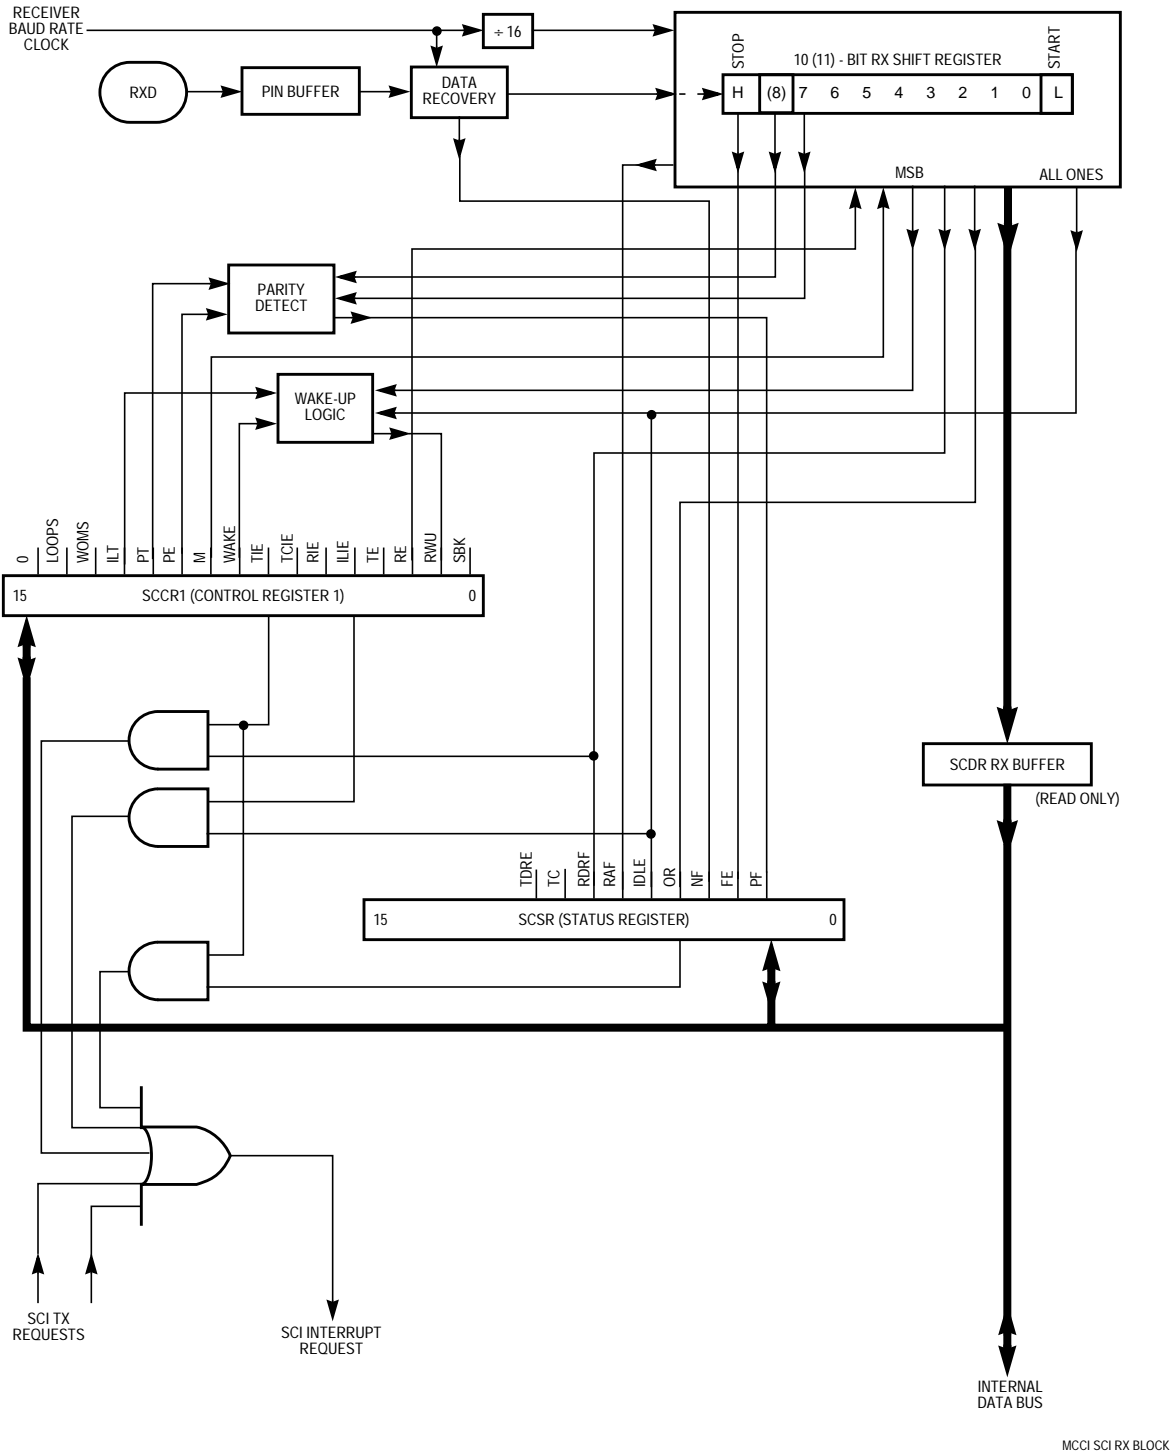 RECEIVER
BAUD RATE
CLOCK
÷ 16
STOP
START
10 (11) - BIT RX SHIFT REGISTER
RXD
PIN BUFFER
DATA
RECOVERY
H (8) 7 6 5 4 3 2 1 0 L
MSB
ALL ONES
PARITY
DETECT
WAKE-UP
LOGIC
0
LOOPS
WOMS
ILT
PT
PE
M
WAKE
TIE
TCIE
RIE
ILIE
TE
RE
RWU
SBK
15 SCCR1 (CONTROL REGISTER 1) 0
SCDR RX BUFFER
(READ ONLY)
TDRE
TC
RDRF
RAF
IDLE
OR
NF
FE
PF
15 SCSR (STATUS REGISTER) 0
SCI TX
REQUESTS
SCI INTERRUPT
REQUEST
INTERNAL
DATA BUS
MCCI SCI RX BLOCK